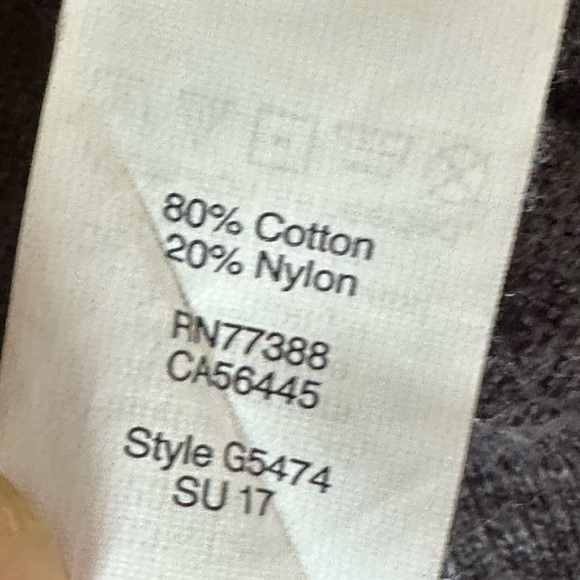 80% Cotton
20% Nylon
RN77388
CA56445
Style G5474
SU 17